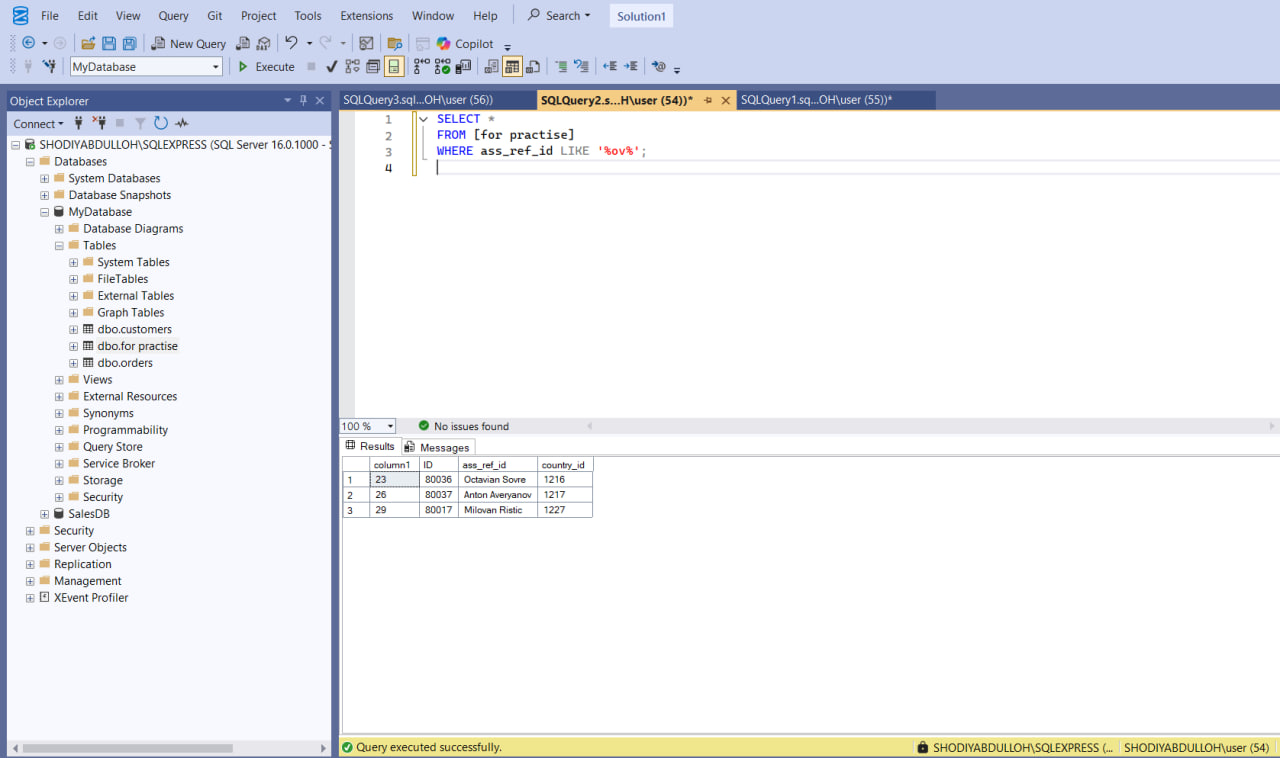 File Edit View Query Git Project Tools Extensions Window Help Search Solution1
New Query Copilot
MyDatabase Execute
Object Explorer
Connect
SHODIYABDULLOH\SQLEXPRESS (SQL Server 16.0.1000 - S
Databases
System Databases
Database Snapshots
MyDatabase
Database Diagrams
Tables
System Tables
FileTables
External Tables
Graph Tables
dbo.customers
dbo.for practise
dbo.orders
Views
External Resources
Synonyms
Programmability
Query Store
Service Broker
Storage
Security
SalesDB
Security
Server Objects
Replication
Management
XEvent Profiler
SQLQuery3.sql...OH\user (56)) SQLQuery2.s...H\user (54))* SQLQuery1.sq...OH\user (55))*
1 SELECT *
2 FROM [for practise]
3 WHERE ass_ref_id LIKE '%ov%';
4
100 % No issues found
Results Messages
column1 ID ass_ref_id country_id
1 23 80036 Octavian Sovre 1216
2 26 80037 Anton Averyanov 1217
3 29 80017 Milovan Ristic 1227
Query executed successfully. SHODIYABDULLOH\SQLEXPRESS (... SHODIYABDULLOH\user (54)